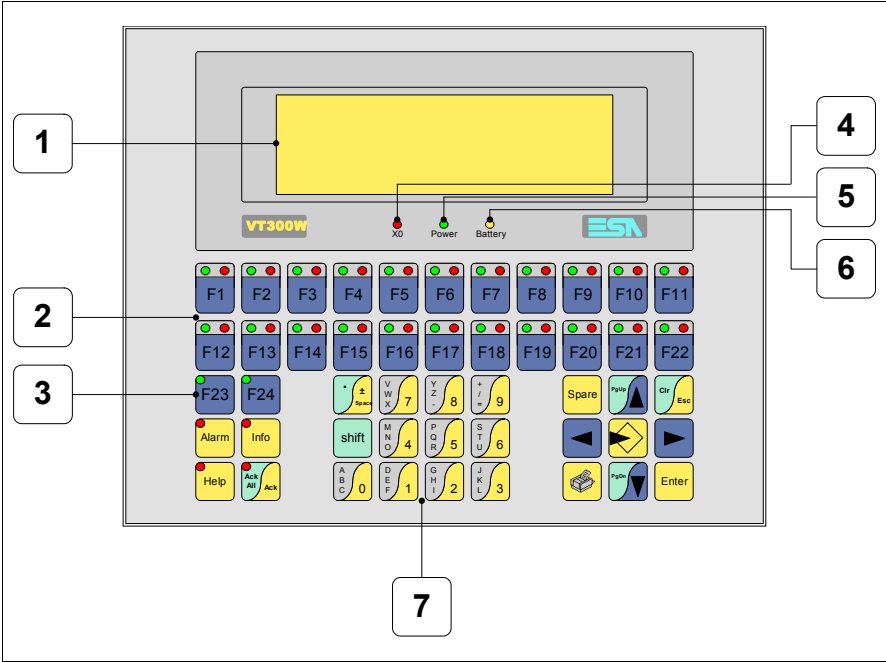 1
4
5
6
VT300W
X0 Power Battery
ESA
F1 F2 F3 F4 F5 F6 F7 F8 F9 F10 F11
2
F12 F13 F14 F15 F16 F17 F18 F19 F20 F21 F22
3
F23 F24 . ± Space V W X 7 Y Z - 8 + / = 9 Spare PgUp Clr Esc
Alarm Info shift M N O 4 P Q R 5 S T U 6
Help Ack All Ack A B C 0 D E F 1 G H I 2 J K L 3 PgDn Enter
7